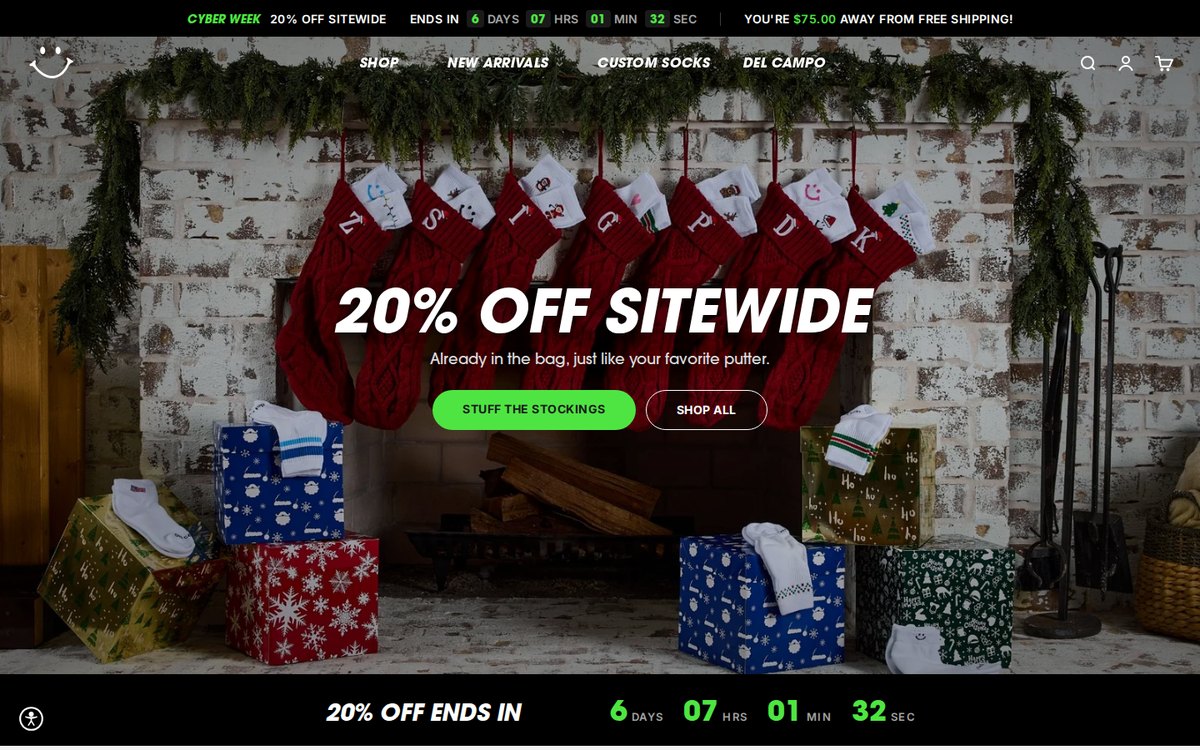 CYBER WEEK 20% OFF SITEWIDE ENDS IN 6 DAYS 07 HRS 01 MIN 32 SEC YOU'RE $75.00 AWAY FROM FREE SHIPPING!
SHOP NEW ARRIVALS CUSTOM SOCKS DEL CAMPO
Z S I G P D K
20% OFF SITEWIDE
Already in the bag, just like your favorite putter.
STUFF THE STOCKINGS SHOP ALL
Ho Ho Ho
20% OFF ENDS IN 6 DAYS 07 HRS 01 MIN 32 SEC